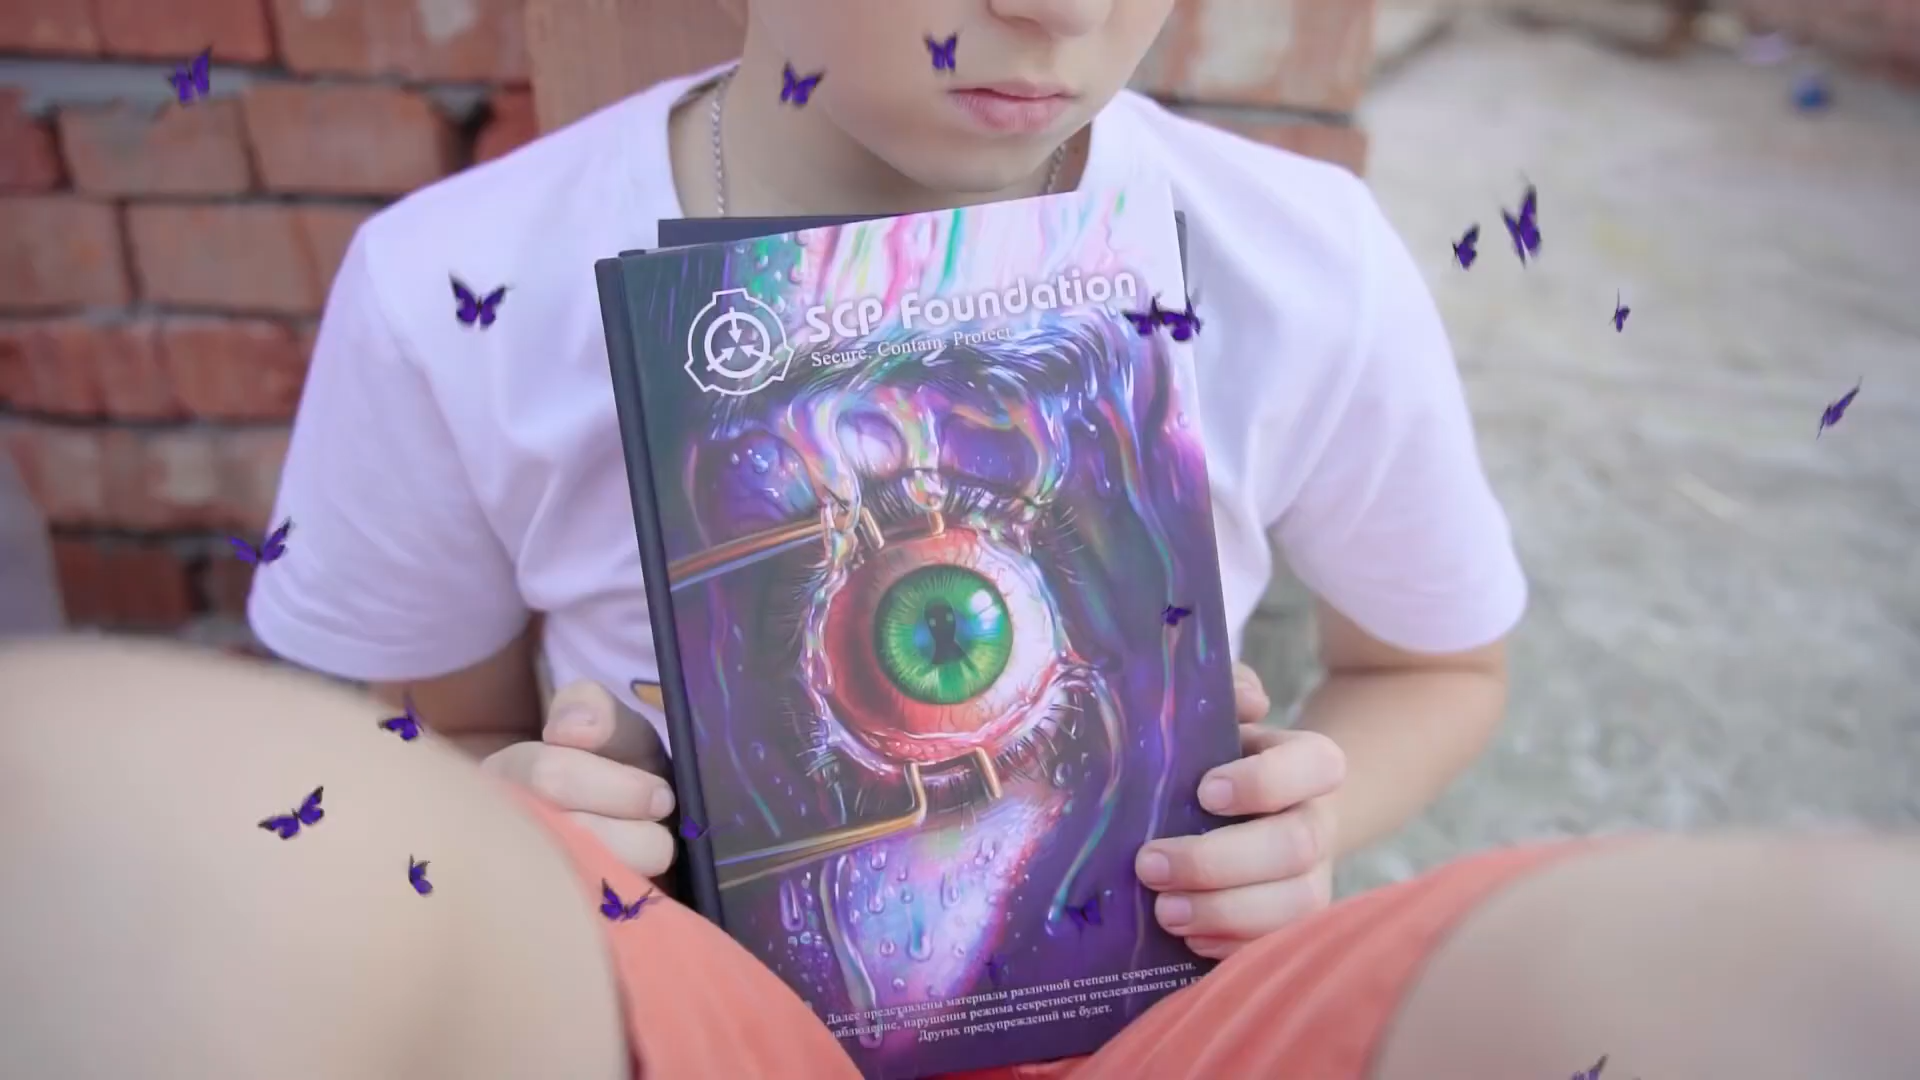 SCP Foundation
Secure. Contain. Protect.
Далее представлены материалы различной степени секретности.
наблюдение, нарушения режима секретности отслеживаются и
Других предупреждений не будет.